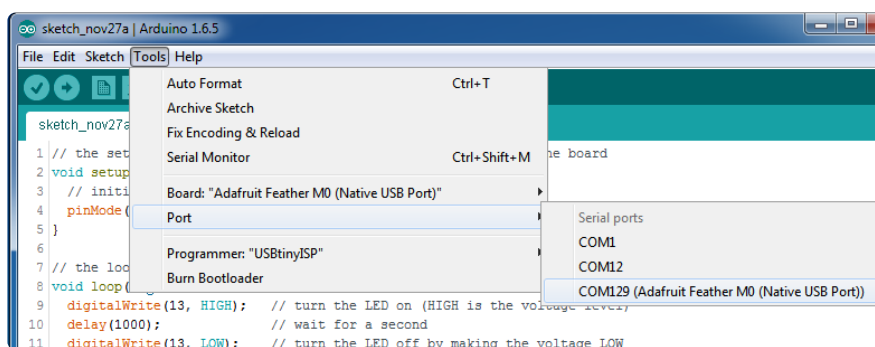 sketch_nov27a | Arduino 1.6.5
File Edit Sketch Tools Help
Auto Format Ctrl+T
Archive Sketch
sketch_nov27a
Fix Encoding & Reload
1 // the set
Serial Monitor Ctrl+Shift+M
he board
2 void setup
3 // initi
Board: "Adafruit Feather M0 (Native USB Port)"
4 pinMode(
Port
Serial ports
5 }
COM1
6
Programmer: "USBtinyISP"
7 // the loo
COM12
Burn Bootloader
8 void loop(
COM129 (Adafruit Feather M0 (Native USB Port))
9 digitalWrite(13, HIGH); // turn the LED on (HIGH is the voltage level)
10 delay(1000); // wait for a second
11 digitalWrite(13, LOW); // turn the LED off by making the voltage LOW